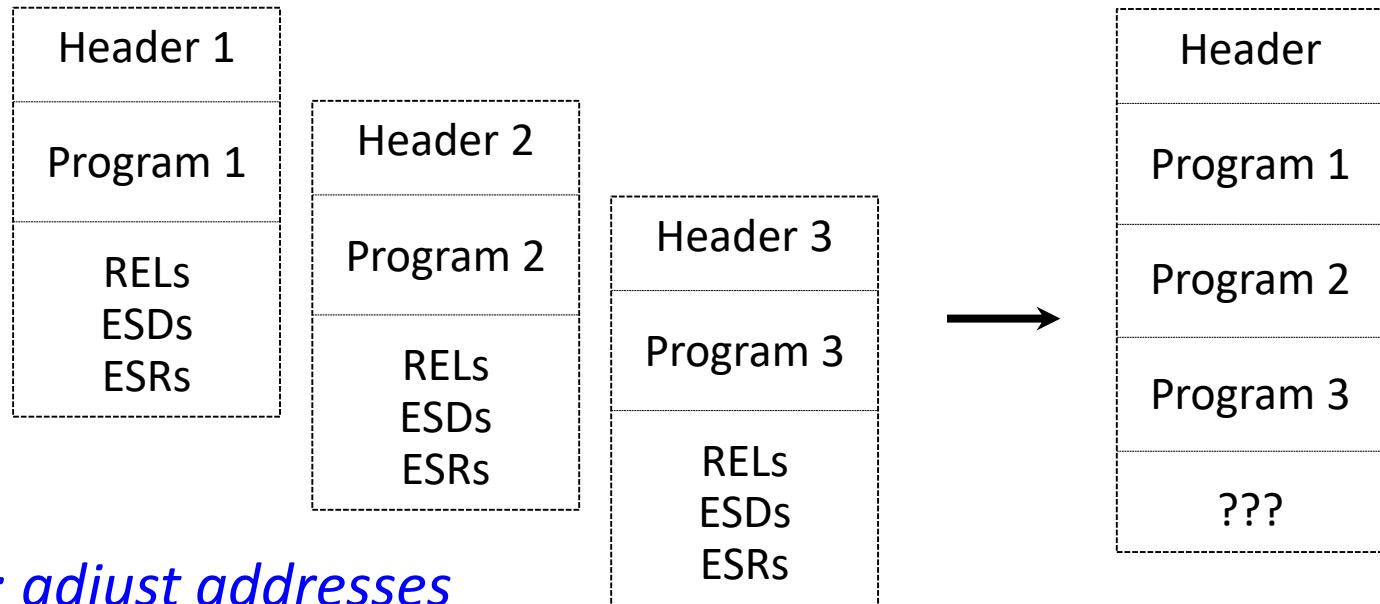 Header 1
Program 1
RELs
ESDs
ESRs
Header 2
Program 2
RELs
ESDs
ESRs
Header 3
Program 3
RELs
ESDs
ESRs
Header
Program 1
Program 2
Program 3
???
: adjust addresses